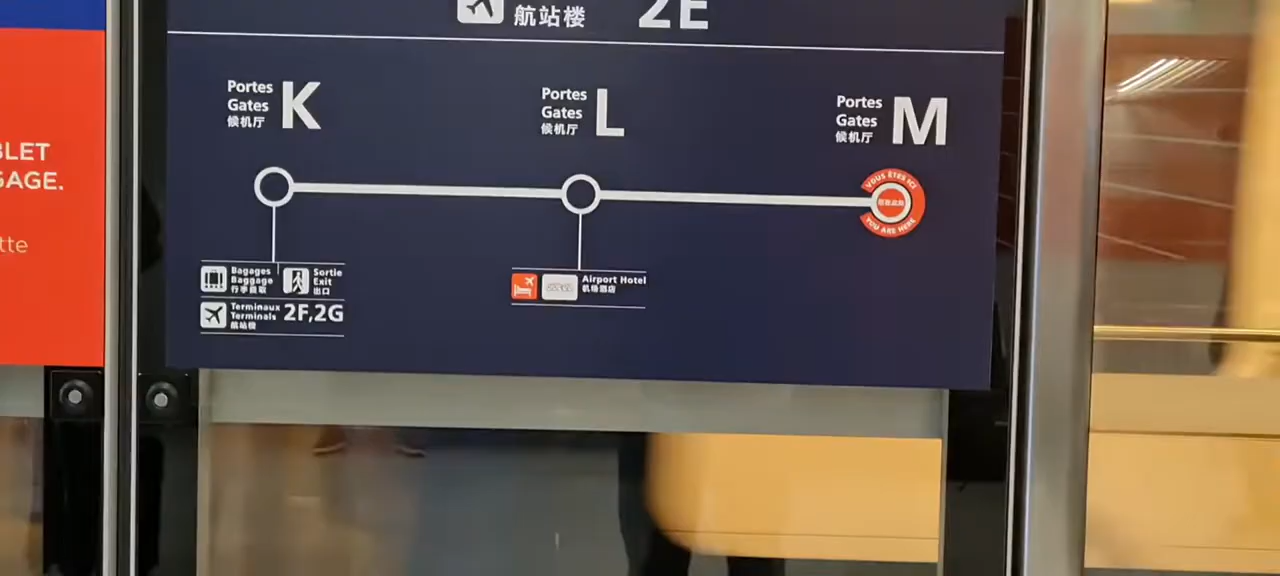 航站楼 2E
Portes
Gates
候机厅
K
Portes
Gates
候机厅
L
Portes
Gates
候机厅
M
VOUS ÊTES ICI
YOU ARE HERE
Bagages
Baggage
行李提取
Sortie
Exit
出口
Terminaux
Terminals
航站楼
2F,2G
Airport Hotel
机场酒店
BLET
GAGE.
tte